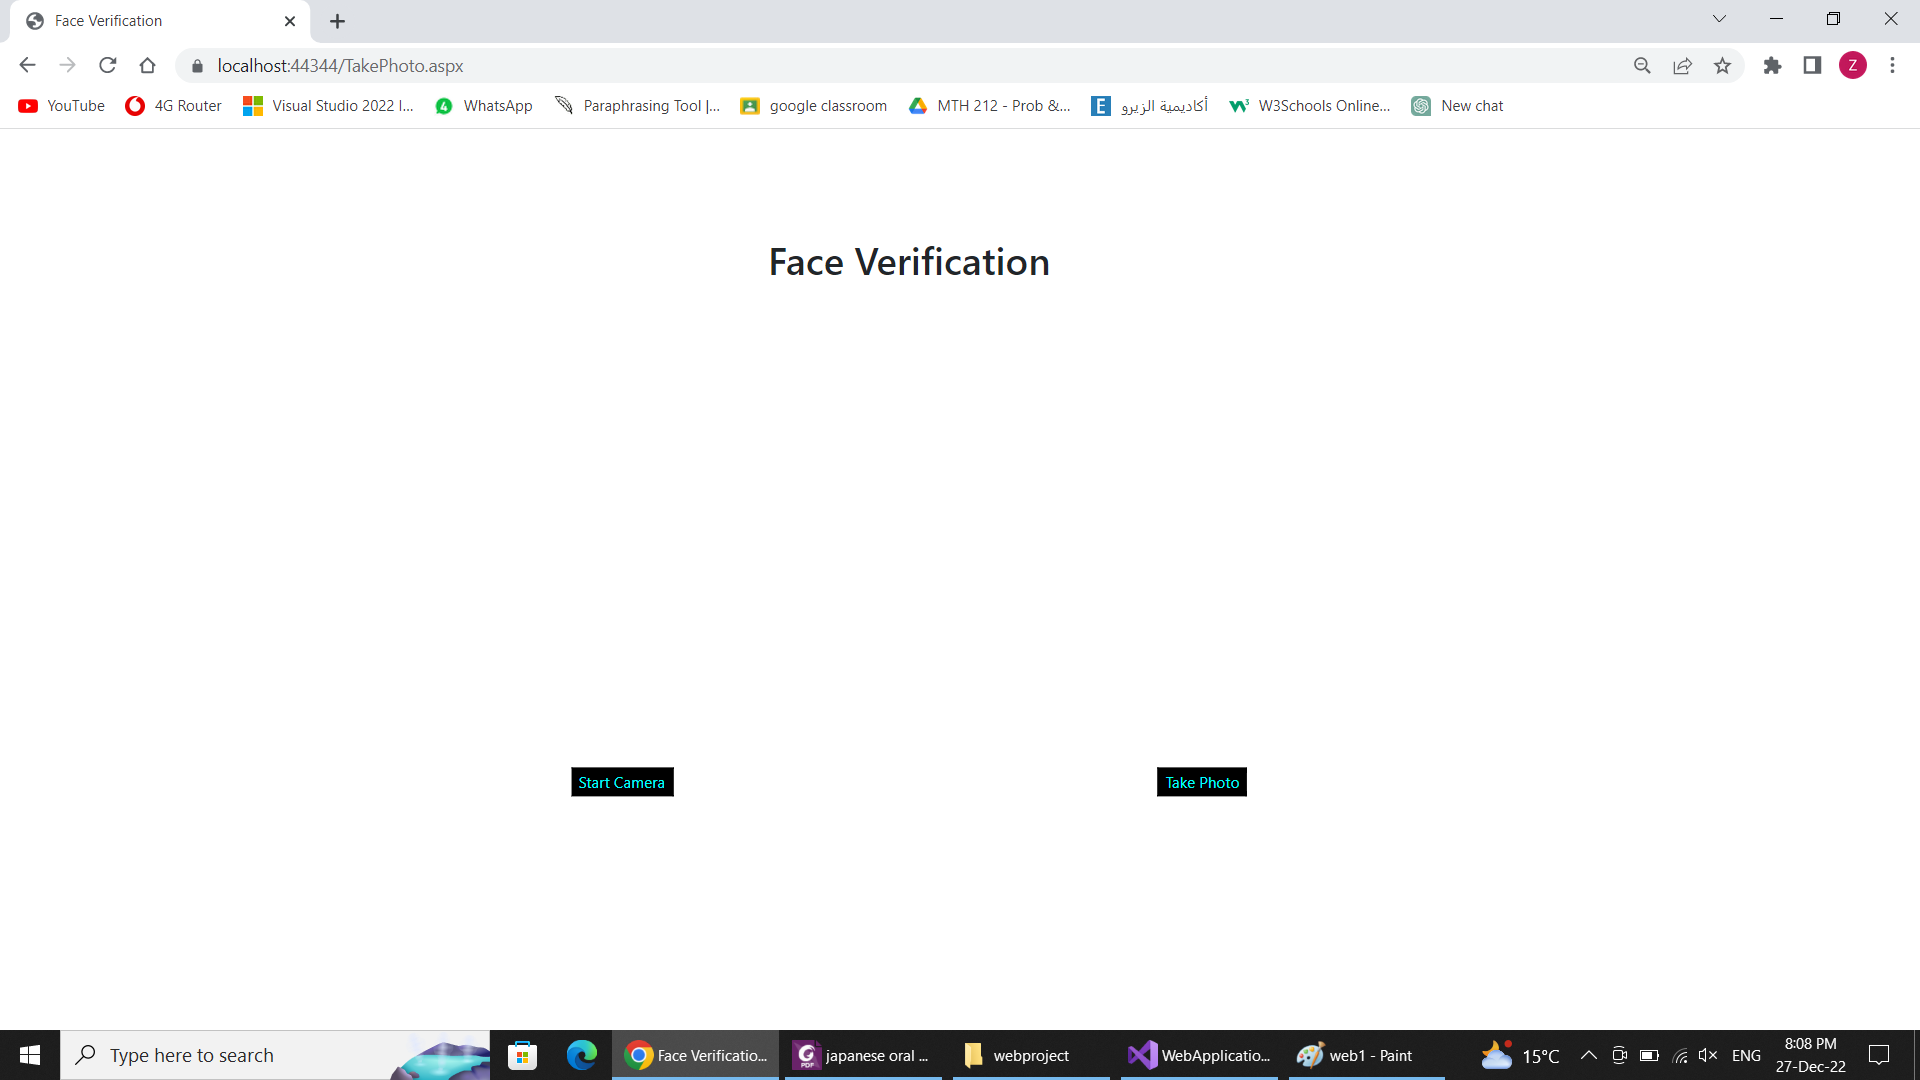 Face Verification
localhost:44344/TakePhoto.aspx
Z
YouTube 4G Router Visual Studio 2022 I... WhatsApp Paraphrasing Tool |... google classroom MTH 212 - Prob &... أكاديمية الزيرو W3Schools Online... New chat
Face Verification
Start Camera Take Photo
Type here to search Face Verificatio... japanese oral ... webproject WebApplicatio... web1 - Paint 15°C ENG 8:08 PM
27-Dec-22